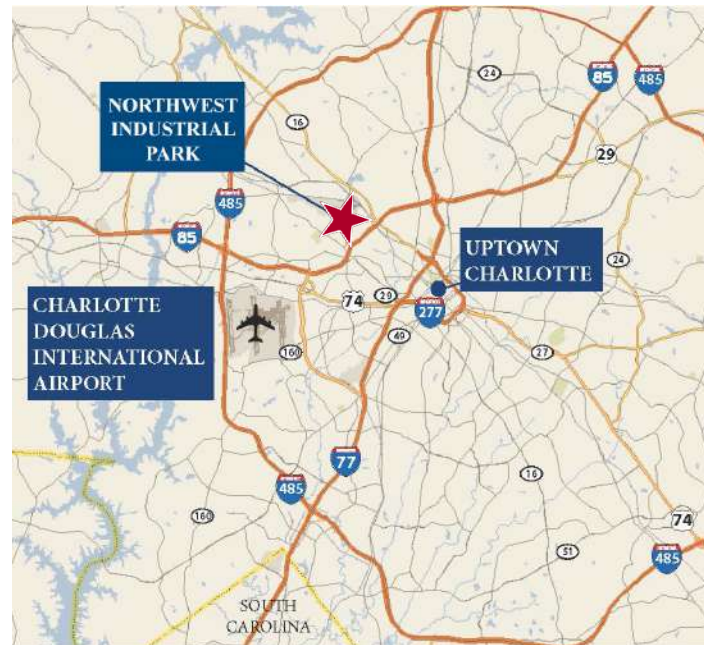 24
85
485
NORTHWEST
INDUSTRIAL
PARK
16
29
485
85
UPTOWN
CHARLOTTE
24
CHARLOTTE
DOUGLAS
INTERNATIONAL
AIRPORT
74
29
277
49
160
27
77
485
16
160
74
51
485
SOUTH
CAROLINA